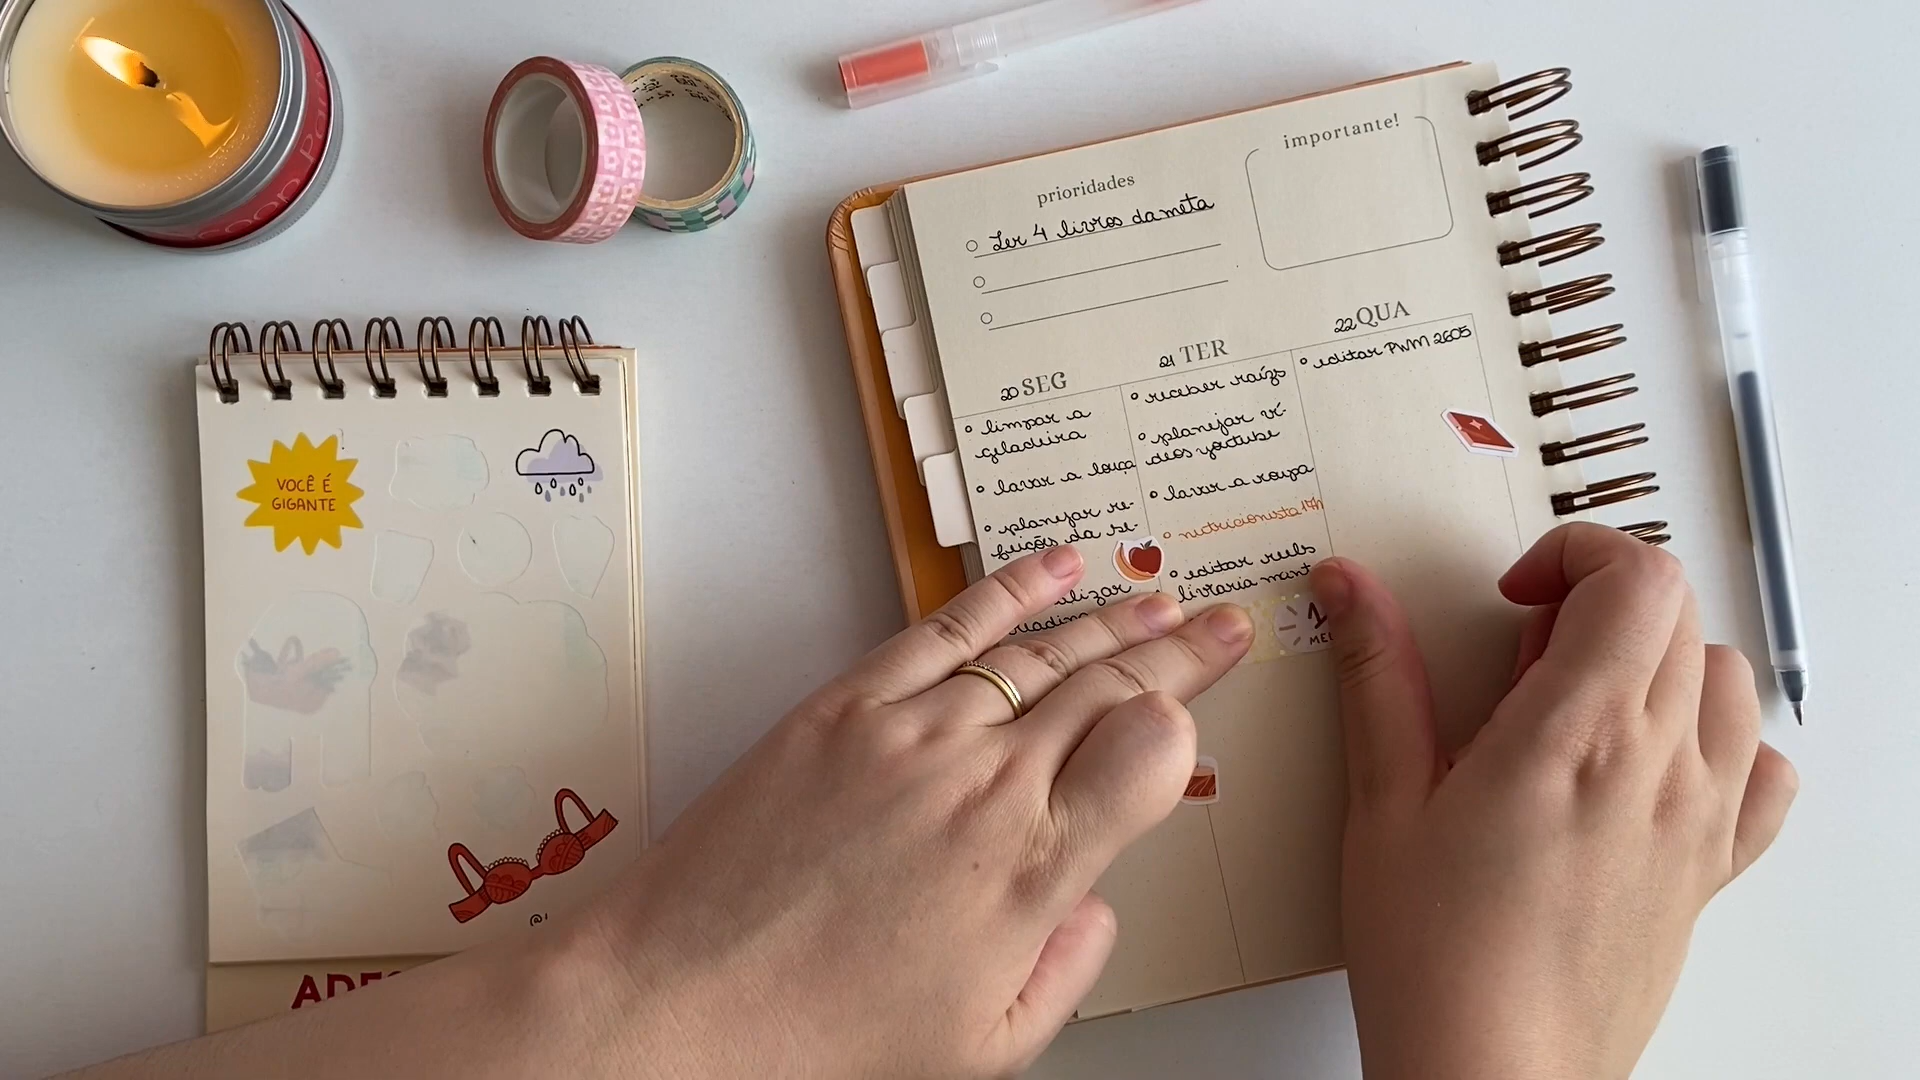 prioridades
Ler 4 livros da meta
importante!
20 SEG
limpar a
geladeira
lavar a louça
planejar re-
feições da se-
21 TER
receber raízs
planejar ví-
deos youtube
lavar a roupa
nutricionista 17h
editar reels
livraria mant
22 QUA
editar PWM 2605
VOCÊ É
GIGANTE